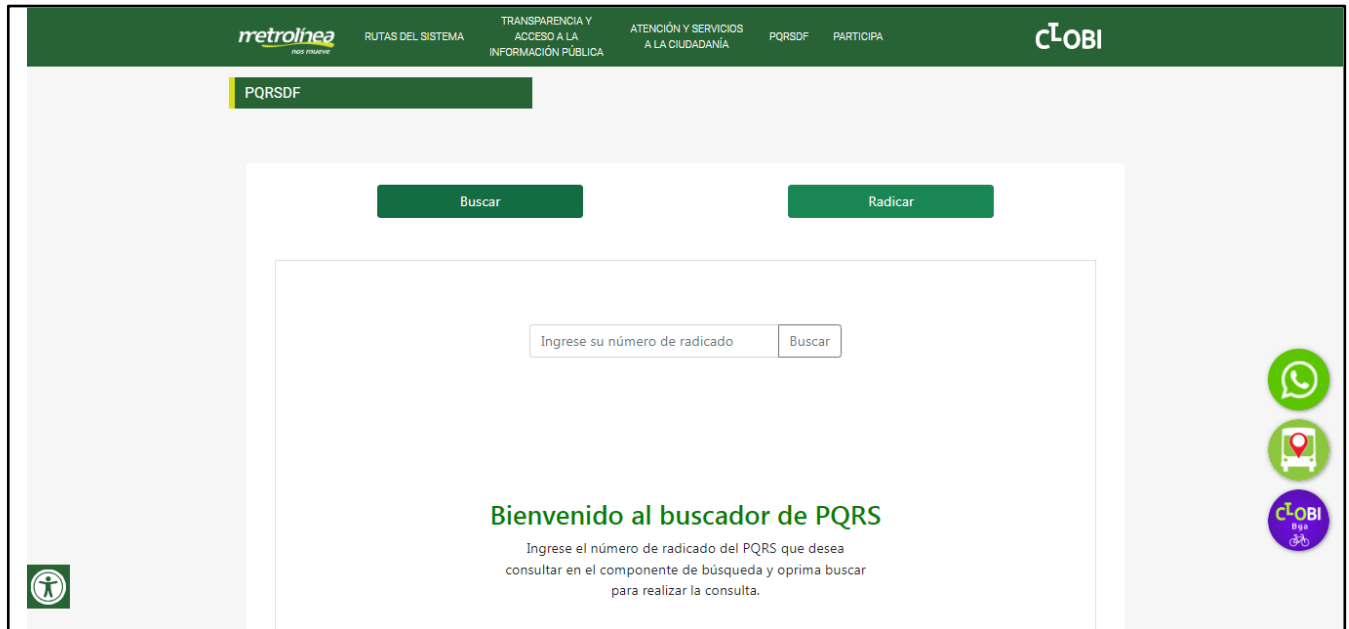 metrolínea
nos mueve
RUTAS DEL SISTEMA
TRANSPARENCIA Y
ACCESO A LA
INFORMACIÓN PÚBLICA
ATENCIÓN Y SERVICIOS
A LA CIUDADANÍA
PQRSDF
PARTICIPA
CLOBI
PQRSDF
Buscar
Radicar
Ingrese su número de radicado
Buscar
Bienvenido al buscador de PQRS
Ingrese el número de radicado del PQRS que desea
consultar en el componente de búsqueda y oprima buscar
para realizar la consulta.
CLOBI
Bga